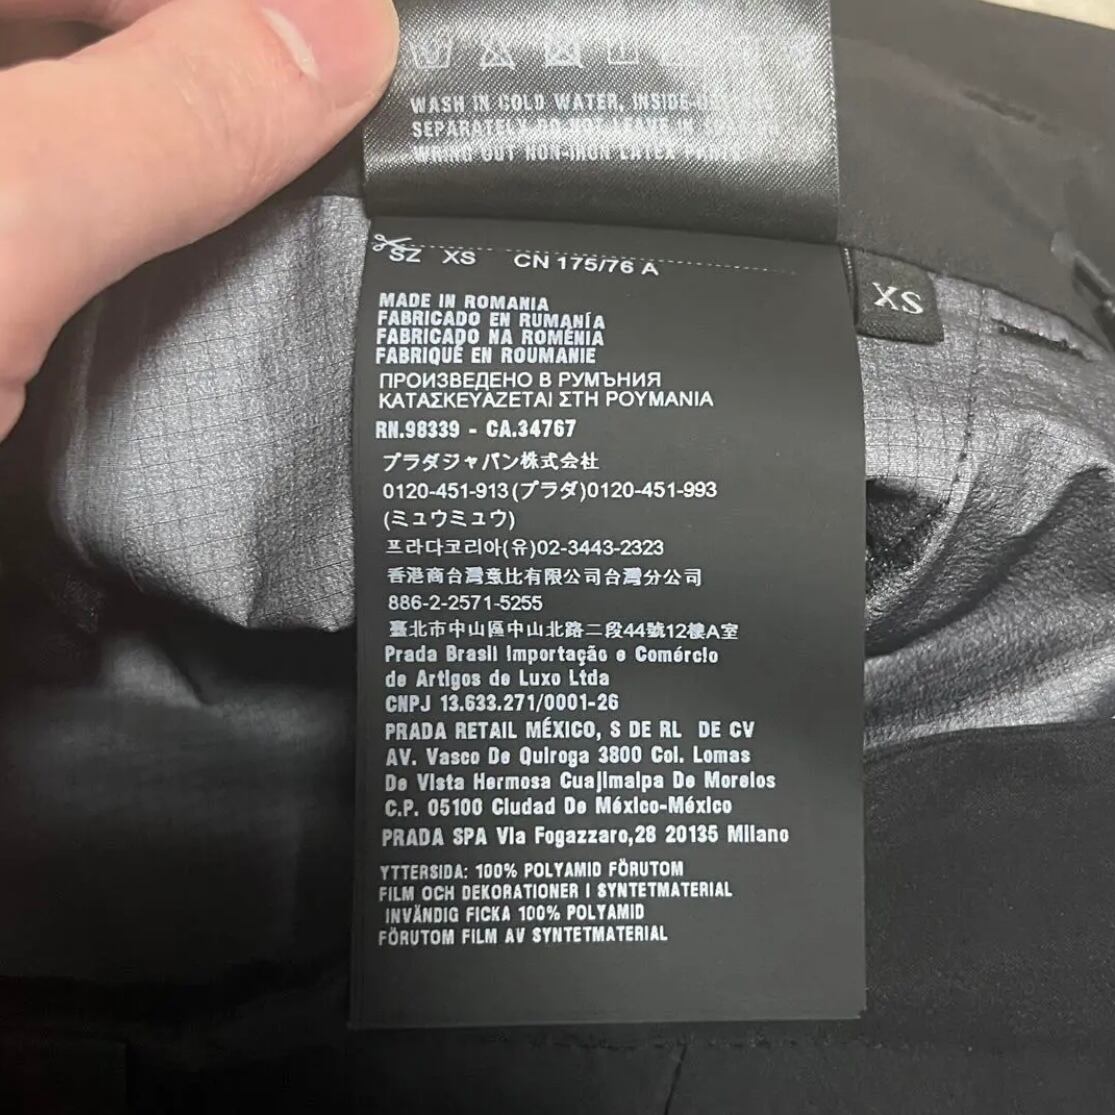 WASH IN COLD WATER, INSIDE-
SEPARATELY DO NOT LEAVE IN
WRING OUT NON-IRON LATEX
SZ XS CN 175/76 A
XS
MADE IN ROMANIA
FABRICADO EN RUMANÍA
FABRICADO NA ROMÉNIA
FABRIQUÉ EN ROUMANIE
ПРОИЗВЕДЕНО В РУМЪНИЯ
ΚΑΤΑΣΚΕΥΑΖΕΤΑΙ ΣΤΗ ΡΟΥΜΑΝΙΑ
RN.98339 - CA.34767
プラダジャパン株式会社
0120-451-913(プラダ)0120-451-993
(ミュウミュウ)
프라다코리아(유)02-3443-2323
香港商台灣意比有限公司台灣分公司
886-2-2571-5255
臺北市中山區中山北路二段44號12樓A室
Prada Brasil Importação e Comércio
de Artigos de Luxo Ltda
CNPJ 13.633.271/0001-26
PRADA RETAIL MÉXICO, S DE RL DE CV
AV. Vasco De Quiroga 3800 Col. Lomas
De Vista Hermosa Cuajimalpa De Morelos
C.P. 05100 Ciudad De México-México
PRADA SPA Via Fogazzaro,28 20135 Milano
YTTERSIDA: 100% POLYAMID FÖRUTOM
FILM OCH DEKORATIONER I SYNTETMATERIAL
INVÄNDIG FICKA 100% POLYAMID
FÖRUTOM FILM AV SYNTETMATERIAL